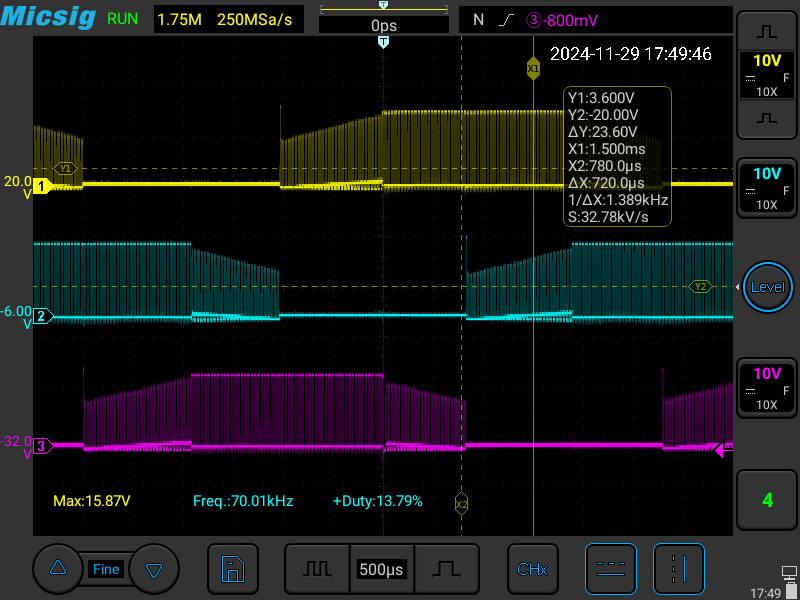 Micsig RUN 1.75M 250MSa/s 0ps N 3 -800mV
T
T
2024-11-29 17:49:46
X1
10V
F
10X
Y1:3.600V
Y2:-20.00V
ΔY:23.60V
X1:1.500ms
X2:780.0µs
ΔX:720.0µs
1/ΔX:1.389kHz
S:32.78kV/s
Y1
20.0
V
1
10V
F
10X
Y2
Level
-6.00
V
2
10V
F
10X
-32.0
V
3
Max:15.87V Freq.:70.01kHz +Duty:13.79% X2
4
Fine 500µs CHx
17:49